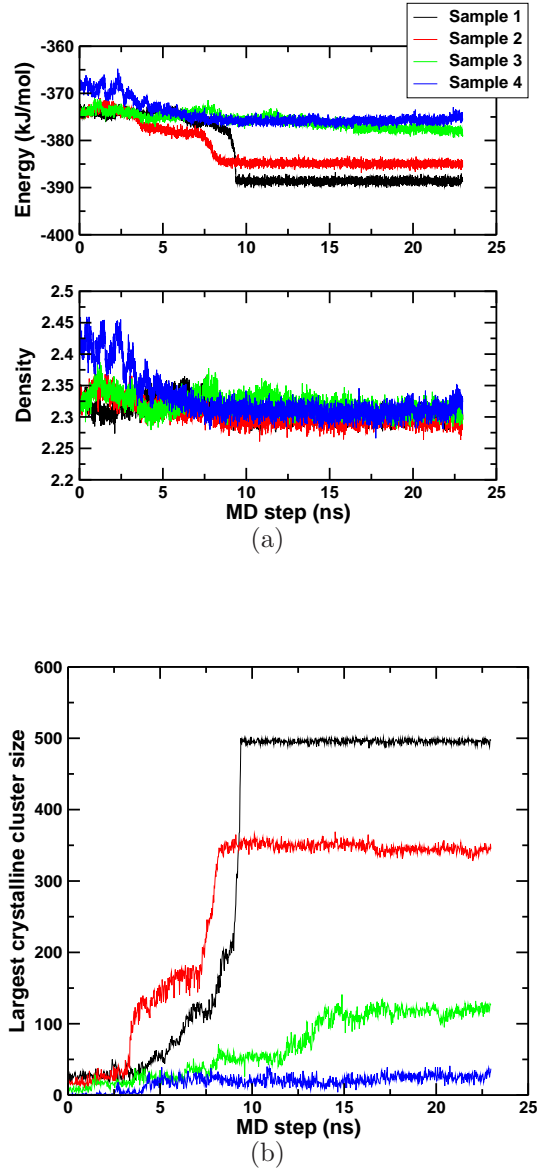 Sample 1
Sample 2
Sample 3
Sample 4
-360
-370
-380
-390
-400
Energy (kJ/mol)
0 5 10 15 20 25
2.5
2.45
2.4
2.35
2.3
2.25
2.2
Density
0 5 10 15 20 25
MD step (ns)
(a)
600
500
400
300
200
100
0
Largest crystalline cluster size
0 5 10 15 20 25
MD step (ns)
(b)